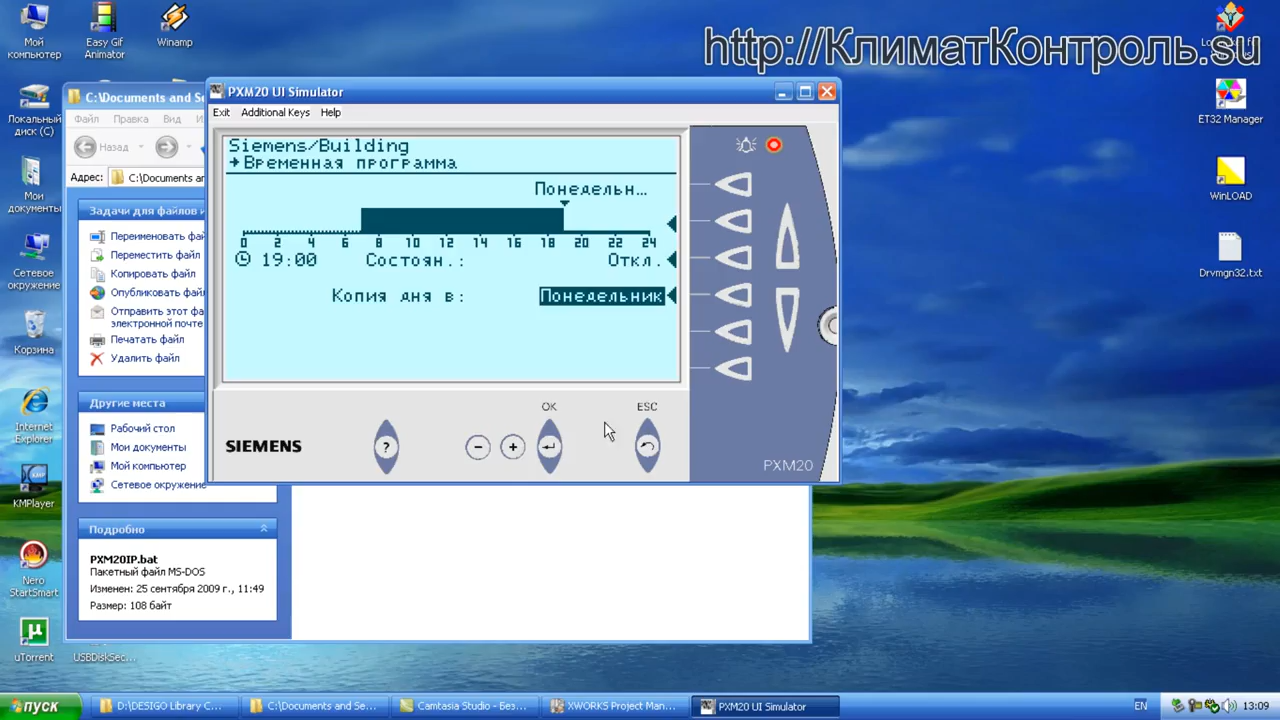 Мой
компьютер
Easy Gif
Animator
Winamp
http://КлиматКонтроль.su
ET32 Manager
WinLOAD
Drvmgn32.txt
Локальный
диск (C)
Мои
документы
Сетевое
окружение
Корзина
Internet
Explorer
KMPlayer
Nero
StartSmart
uTorrent
USBDiskSec...
C:\Documents and Se
Файл Правка Вид
Назад
Адрес: C:\Documents an
Задачи для файлов и
Переименовать фай
Переместить файл
Копировать файл
Опубликовать файл
Отправить этот фа
электронной почте
Печатать файл
Удалить файл
Другие места
Рабочий стол
Мои документы
Мой компьютер
Сетевое окружение
Подробно
PXM20IP.bat
Пакетный файл MS-DOS
Изменен: 25 сентября 2009 г., 11:49
Размер: 108 байт
PXM20 UI Simulator
Exit Additional Keys Help
Siemens/Building
Временная программа
Понедельн...
0 2 4 6 8 10 12 14 16 18 20 22 24
19:00 Состоян.: Откл.
Копия дня в: Понедельник
OK ESC
SIEMENS ? − +
PXM20
пуск D:\DESIGO Library C... C:\Documents and Se... Camtasia Studio - Без... XWORKS Project Man... PXM20 UI Simulator EN 13:09